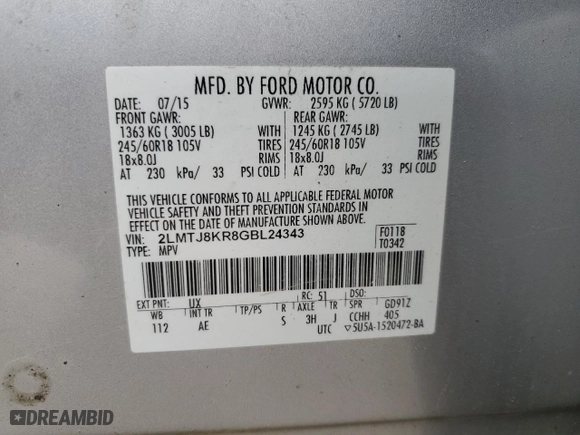 MFD. BY FORD MOTOR CO.
DATE: 07/15 GVWR: 2595 KG ( 5720 LB)
FRONT GAWR: REAR GAWR:
1363 KG ( 3005 LB) WITH 1245 KG ( 2745 LB) WITH
245/60R18 105V TIRES 245/60R18 105V TIRES
18x8.0J RIMS 18x8.0J RIMS
AT 230 kPa/ 33 PSI COLD AT 230 kPa/ 33 PSI COLD
THIS VEHICLE CONFORMS TO ALL APPLICABLE FEDERAL MOTOR
VEHICLE SAFETY AND THEFT PREVENTION STANDARDS IN
EFFECT ON THE DATE OF MANUFACTURE SHOWN ABOVE.
VIN: 2LMTJ8KR8GBL24343 F0118
TYPE: MPV T0342
EXT PNT: UX RC: 51 DSO:
WB INT TR TP/PS R AXLE TR SPR GD91Z
112 AE S 3H J CCHH 405
UTC ▽5U5A-1520472-BA
DREAMBID